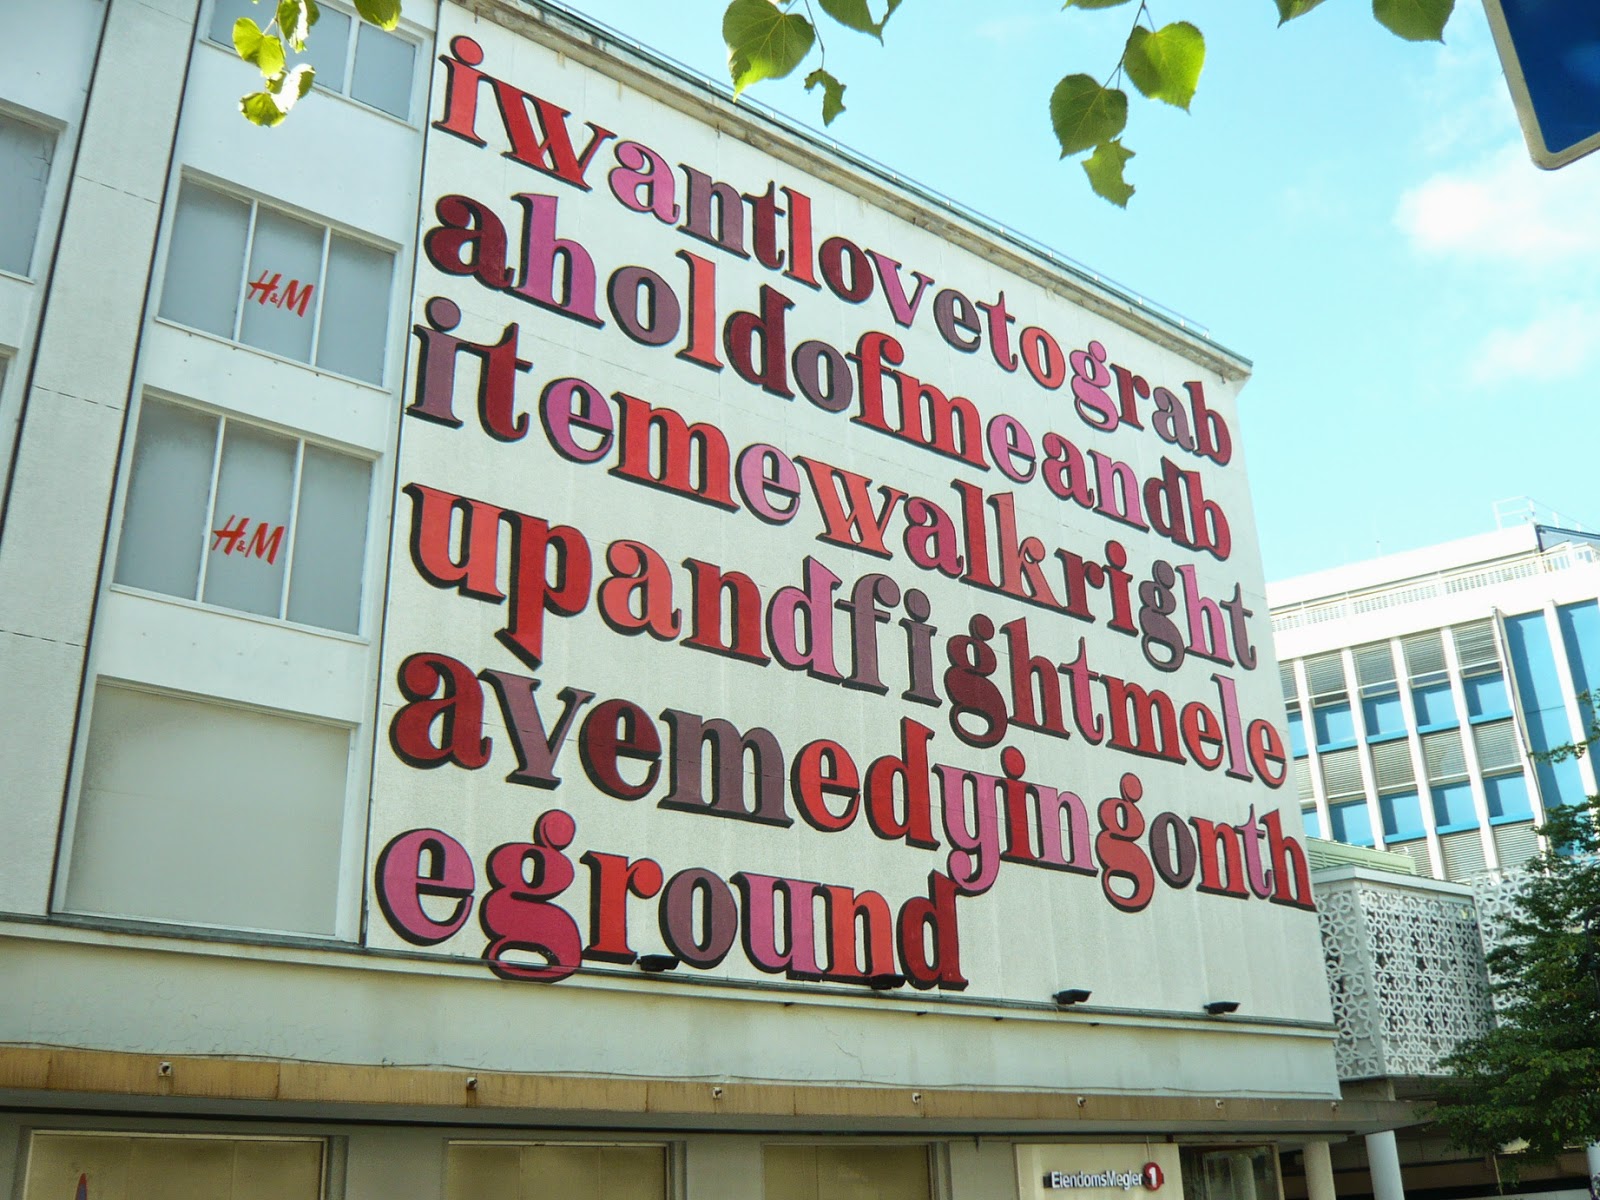 iwantlovetograb
aholdofmeandb
itemewalkright
upandfightmele
avemedyingonth
eground
H&M
H&M
EiendomsMegler 1